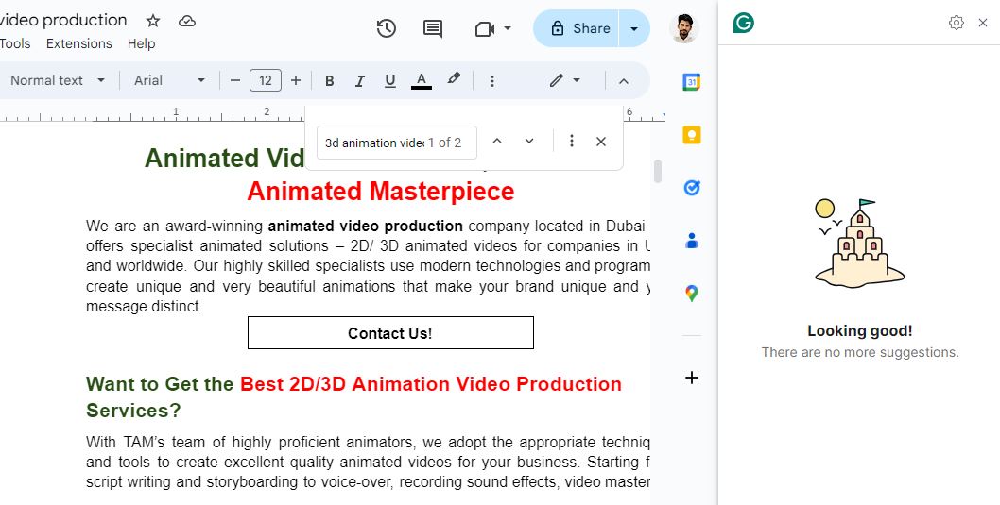 video production
Tools Extensions Help
Share
Normal text Arial 12 B I U A
1 2 6
3d animation vide 1 of 2
31
Animated Vid
Animated Masterpiece
We are an award-winning animated video production company located in Dubai
offers specialist animated solutions – 2D/ 3D animated videos for companies in U
and worldwide. Our highly skilled specialists use modern technologies and program
create unique and very beautiful animations that make your brand unique and y
message distinct.
Contact Us!
Want to Get the Best 2D/3D Animation Video Production
Services?
With TAM's team of highly proficient animators, we adopt the appropriate techniq
and tools to create excellent quality animated videos for your business. Starting f
script writing and storyboarding to voice-over, recording sound effects, video master
G
Looking good!
There are no more suggestions.